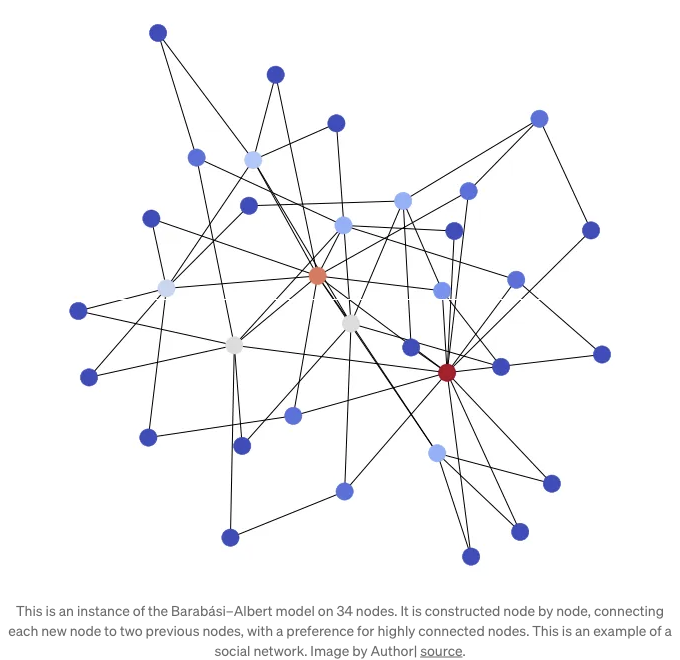 This is an instance of the Barabási–Albert model on 34 nodes. It is constructed node by node, connecting
each new node to two previous nodes, with a preference for highly connected nodes. This is an example of a
social network. Image by Author| source.